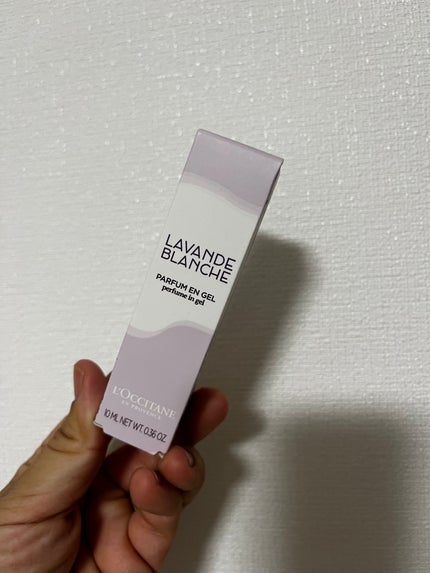 LAVANDE
BLANCHE
PARFUM EN GEL
perfume in gel
L'OCCITANE
EN PROVENCE
10 ML NET WT. 0.36 OZ.